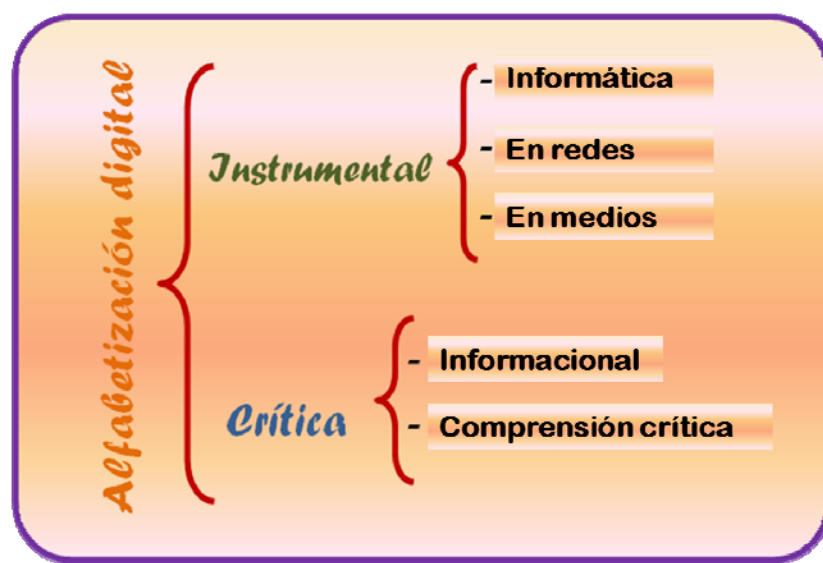 Alfabetización digital
Instrumental
- Informática
- En redes
- En medios
Crítica
- Informacional
- Comprensión crítica